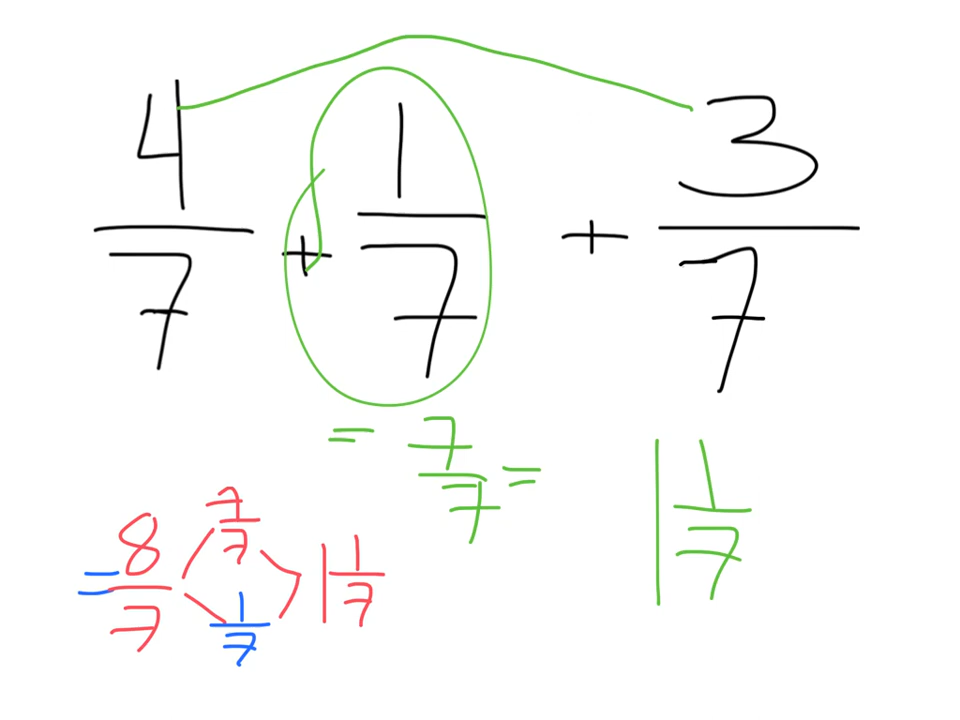 4/7 + 1/7 + 3/7
= 7/7 = 1 1/7
= 8/7 7/7 1/7 1 1/7